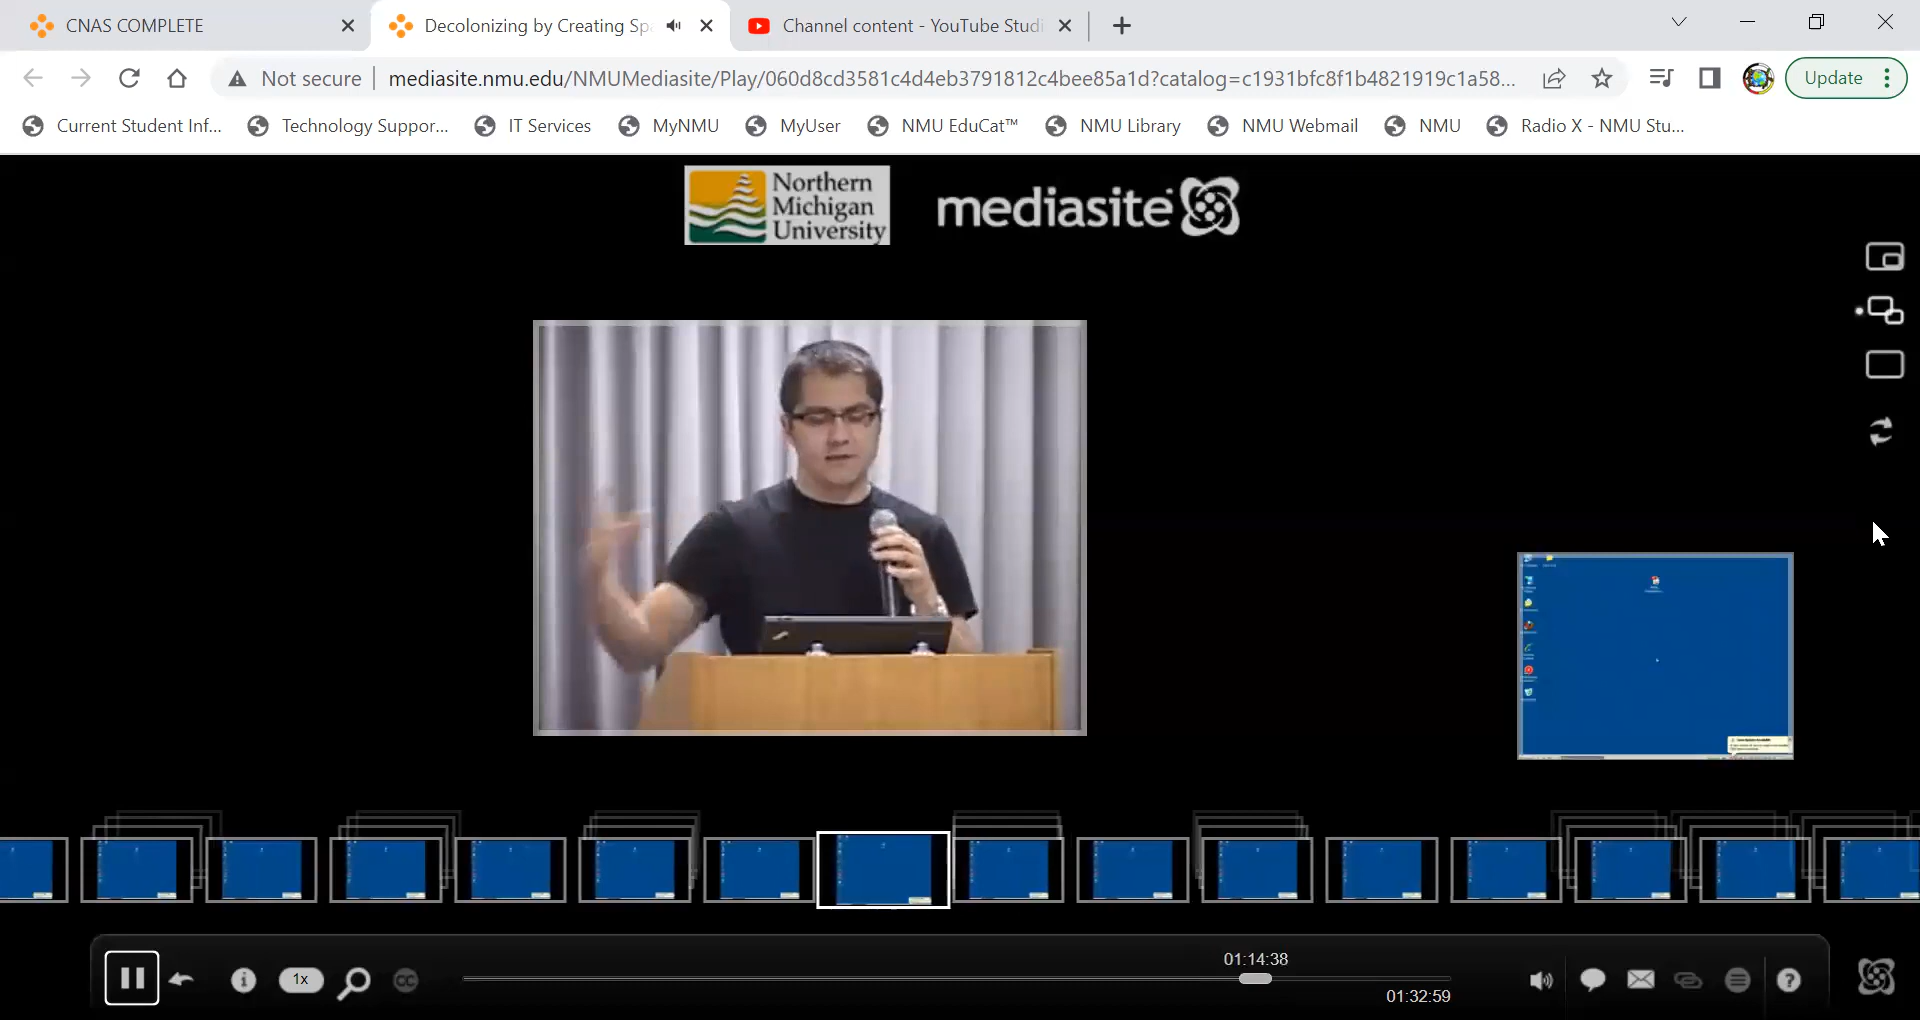 CNAS COMPLETE
Decolonizing by Creating Sp
Channel content - YouTube Studi
Not secure
mediasite.nmu.edu/NMUMediasite/Play/060d8cd3581c4d4eb3791812c4bee85a1d?catalog=c1931bfc8f1b4821919c1a58...
Update
Current Student Inf...
Technology Suppor...
IT Services
MyNMU
MyUser
NMU EduCat™
NMU Library
NMU Webmail
NMU
Radio X - NMU Stu...
Northern
Michigan
University
mediasite
01:14:38
1x
CC
01:32:59